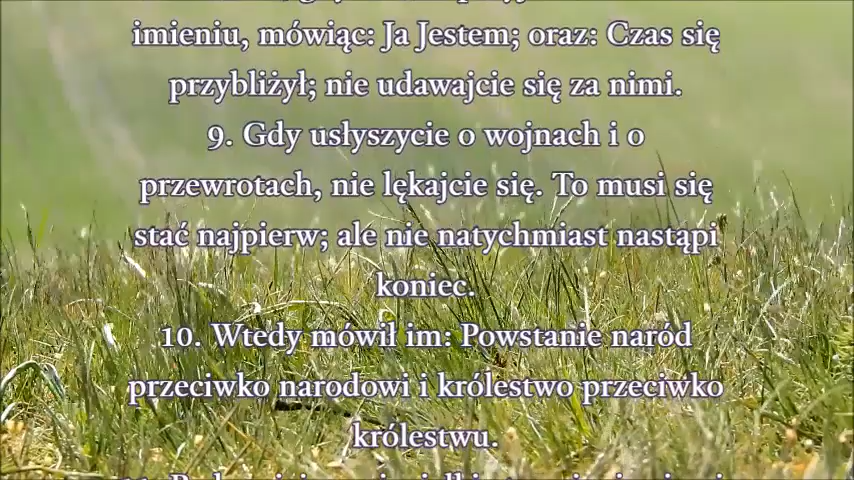 imieniu, mówiąc: Ja Jestem; oraz: Czas się
przybliżył; nie udawajcie się za nimi.
9. Gdy usłyszycie o wojnach i o
przewrotach, nie lękajcie się. To musi się
stać najpierw; ale nie natychmiast nastąpi
koniec.
10. Wtedy mówił im: Powstanie naród
przeciwko narodowi i królestwo przeciwko
królestwu.